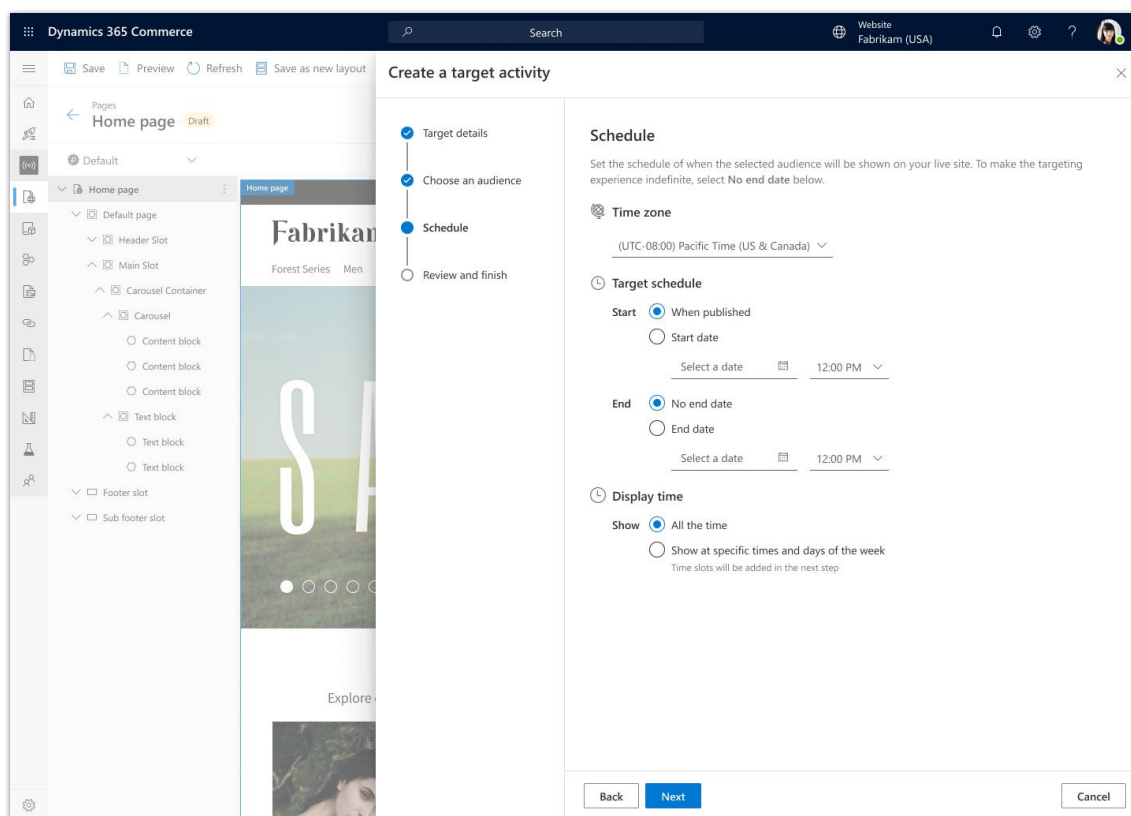 Dynamics 365 Commerce
Search
Website
Fabrikam (USA)
Save Preview Refresh Save as new layout
Pages
Home page Draft
Default
Home page
Default page
Header Slot
Main Slot
Carousel Container
Carousel
Content block
Content block
Content block
Text block
Text block
Text block
Footer slot
Sub footer slot
Home page
Fabrikam
Forest Series Men
SA
Explore
Create a target activity
Target details
Choose an audience
Schedule
Review and finish
Schedule
Set the schedule of when the selected audience will be shown on your live site. To make the targeting
experience indefinite, select No end date below.
Time zone
(UTC-08:00) Pacific Time (US & Canada)
Target schedule
Start When published
Start date
Select a date 12:00 PM
End No end date
End date
Select a date 12:00 PM
Display time
Show All the time
Show at specific times and days of the week
Time slots will be added in the next step
Back Next Cancel